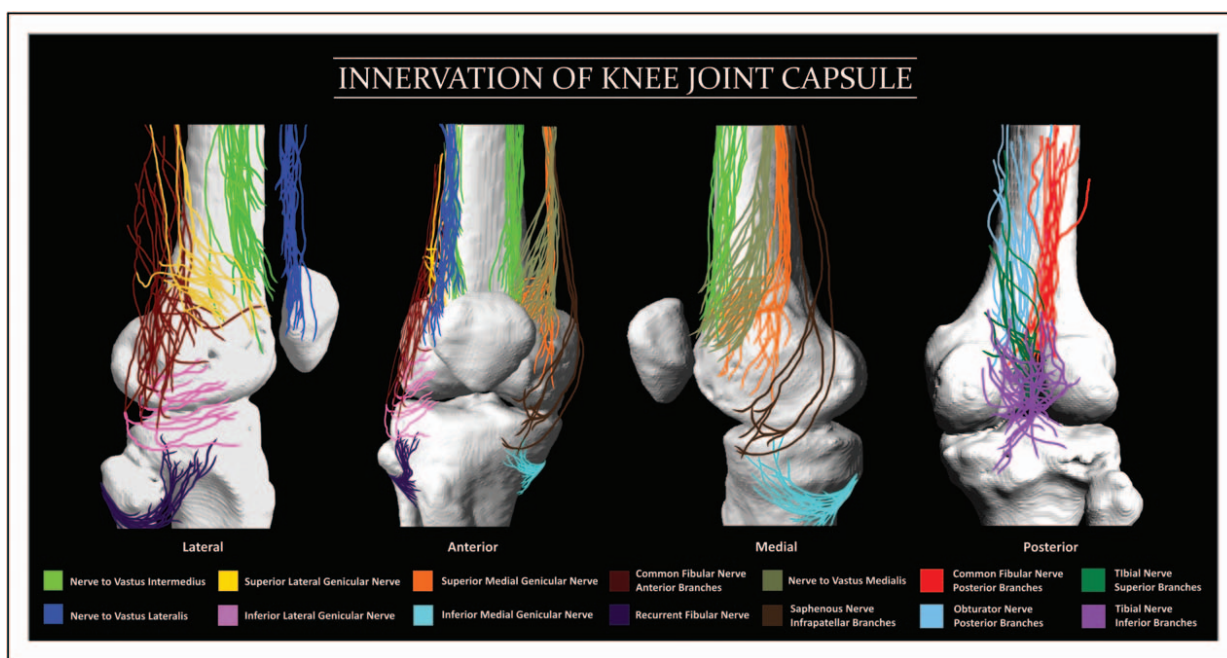 INNERVATION OF KNEE JOINT CAPSULE
Lateral
Anterior
Medial
Posterior
Nerve to Vastus Intermedius
Superior Lateral Genicular Nerve
Superior Medial Genicular Nerve
Common Fibular Nerve
Anterior Branches
Nerve to Vastus Medialis
Common Fibular Nerve
Posterior Branches
Tibial Nerve
Superior Branches
Nerve to Vastus Lateralis
Inferior Lateral Genicular Nerve
Inferior Medial Genicular Nerve
Recurrent Fibular Nerve
Saphenous Nerve
Infrapatellar Branches
Obturator Nerve
Posterior Branches
Tibial Nerve
Inferior Branches